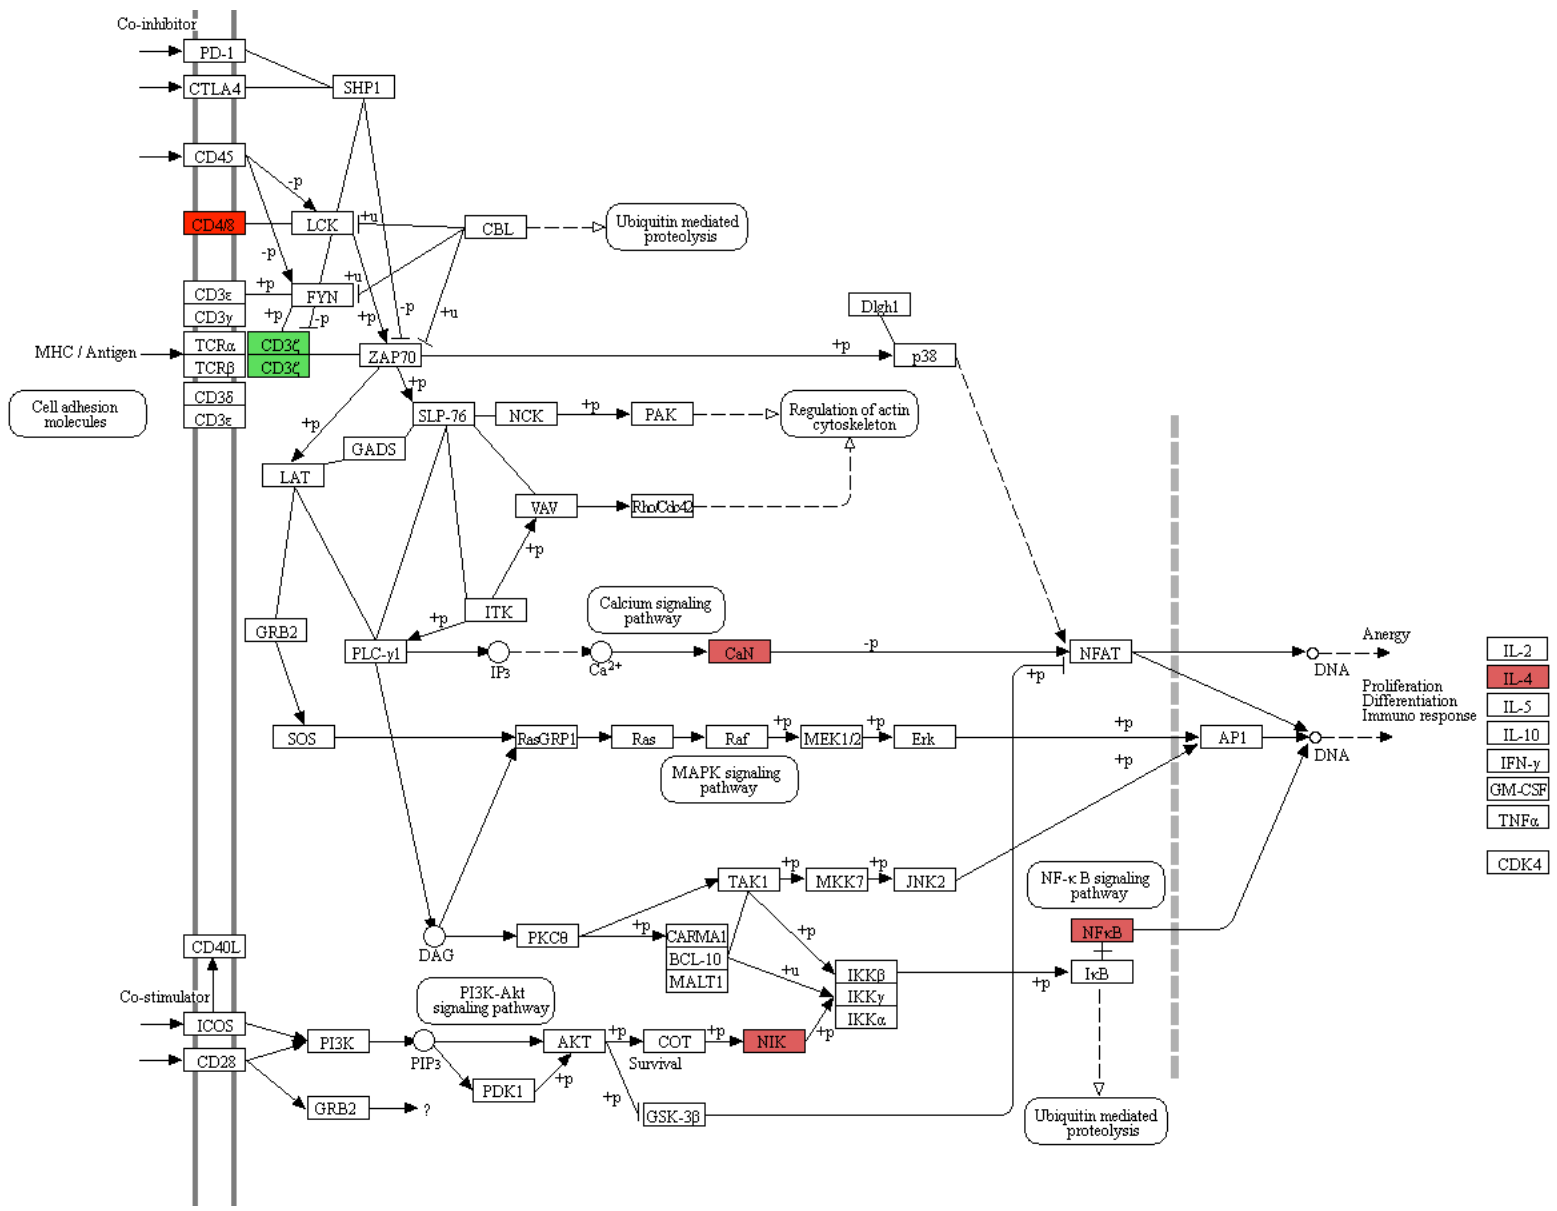 Co-inhibitor
PD-1
CTLA4
SHP1
CD45
-p
CD4/8
LCK
+u
CBL
Ubiquitin mediated
proteolysis
-p
+p
+u
CD3ε
FYN
CD3γ
+p
-p
+p
-p
+u
Dlgh1
MHC / Antigen
TCRα
CD3ζ
TCRβ
CD3ζ
ZAP70
+p
p38
Cell adhesion
molecules
CD3δ
CD3ε
+p
+p
SLP-76
NCK
+p
PAK
Regulation of actin
cytoskeleton
GADS
LAT
VAV
Rho/Cdc42
+p
ITK
Calcium signaling
pathway
GRB2
+p
PLC-γ1
IP3
Ca2+
CaN
-p
NFAT
+p
DNA
Anergy
Proliferation
Differentiation
Immuno response
IL-2
IL-4
IL-5
IL-10
IFN-γ
GM-CSF
TNFα
CDK4
SOS
RasGRP1
Ras
Raf
+p
MEK1/2
+p
Erk
+p
AP1
DNA
MAPK signaling
pathway
+p
TAK1
+p
MKK7
+p
JNK2
NF-κB signaling
pathway
DAG
PKCθ
+p
CARMA1
BCL-10
MALT1
+p
+u
IKKβ
IKKγ
IKKα
+p
NFκB
IκB
CD40L
Co-stimulator
ICOS
CD28
PI3K-Akt
signaling pathway
PI3K
PIP3
AKT
+p
COT
+p
NIK
+p
Survival
PDK1
+p
+p
GRB2
?
GSK-3β
Ubiquitin mediated
proteolysis